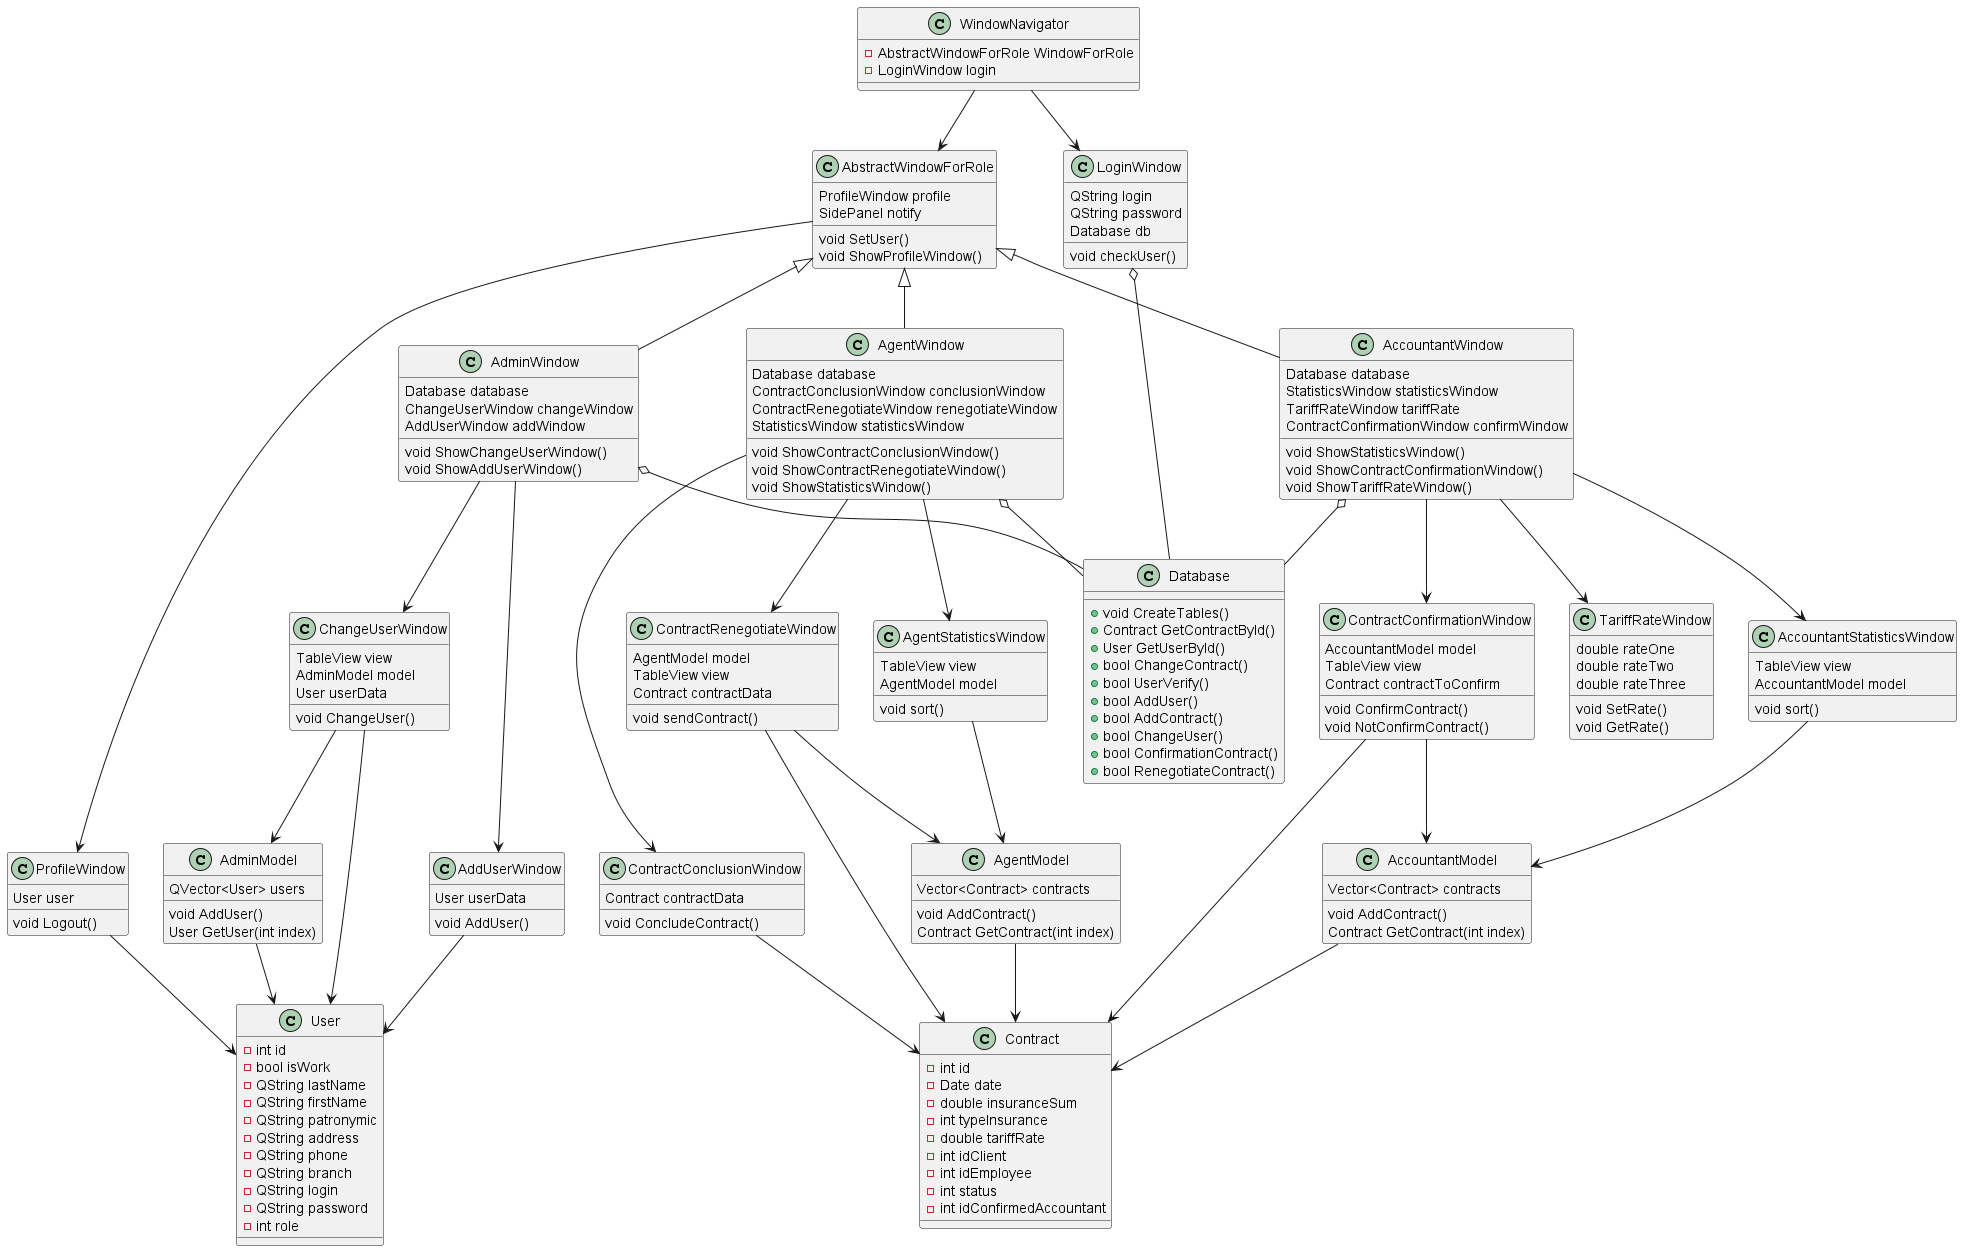 C WindowNavigator
AbstractWindowForRole WindowForRole
LoginWindow login
C AbstractWindowForRole
ProfileWindow profile
SidePanel notify
void SetUser()
void ShowProfileWindow()
C LoginWindow
QString login
QString password
Database db
void checkUser()
C AdminWindow
Database database
ChangeUserWindow changeWindow
AddUserWindow addWindow
void ShowChangeUserWindow()
void ShowAddUserWindow()
C AgentWindow
Database database
ContractConclusionWindow conclusionWindow
ContractRenegotiateWindow renegotiateWindow
StatisticsWindow statisticsWindow
void ShowContractConclusionWindow()
void ShowContractRenegotiateWindow()
void ShowStatisticsWindow()
C AccountantWindow
Database database
StatisticsWindow statisticsWindow
TariffRateWindow tariffRate
ContractConfirmationWindow confirmWindow
void ShowStatisticsWindow()
void ShowContractConfirmationWindow()
void ShowTariffRateWindow()
C ChangeUserWindow
TableView view
AdminModel model
User userData
void ChangeUser()
C ContractRenegotiateWindow
AgentModel model
TableView view
Contract contractData
void sendContract()
C AgentStatisticsWindow
TableView view
AgentModel model
void sort()
C Database
void CreateTables()
Contract GetContractById()
User GetUserById()
bool ChangeContract()
bool UserVerify()
bool AddUser()
bool AddContract()
bool ChangeUser()
bool ConfirmationContract()
bool RenegotiateContract()
C ContractConfirmationWindow
AccountantModel model
TableView view
Contract contractToConfirm
void ConfirmContract()
void NotConfirmContract()
C TariffRateWindow
double rateOne
double rateTwo
double rateThree
void SetRate()
void GetRate()
C AccountantStatisticsWindow
TableView view
AccountantModel model
void sort()
C ProfileWindow
User user
void Logout()
C AdminModel
QVector<User> users
void AddUser()
User GetUser(int index)
C AddUserWindow
User userData
void AddUser()
C ContractConclusionWindow
Contract contractData
void ConcludeContract()
C AgentModel
Vector<Contract> contracts
void AddContract()
Contract GetContract(int index)
C AccountantModel
Vector<Contract> contracts
void AddContract()
Contract GetContract(int index)
C User
int id
bool isWork
QString lastName
QString firstName
QString patronymic
QString address
QString phone
QString branch
QString login
QString password
int role
C Contract
int id
Date date
double insuranceSum
int typeInsurance
double tariffRate
int idClient
int idEmployee
int status
int idConfirmedAccountant